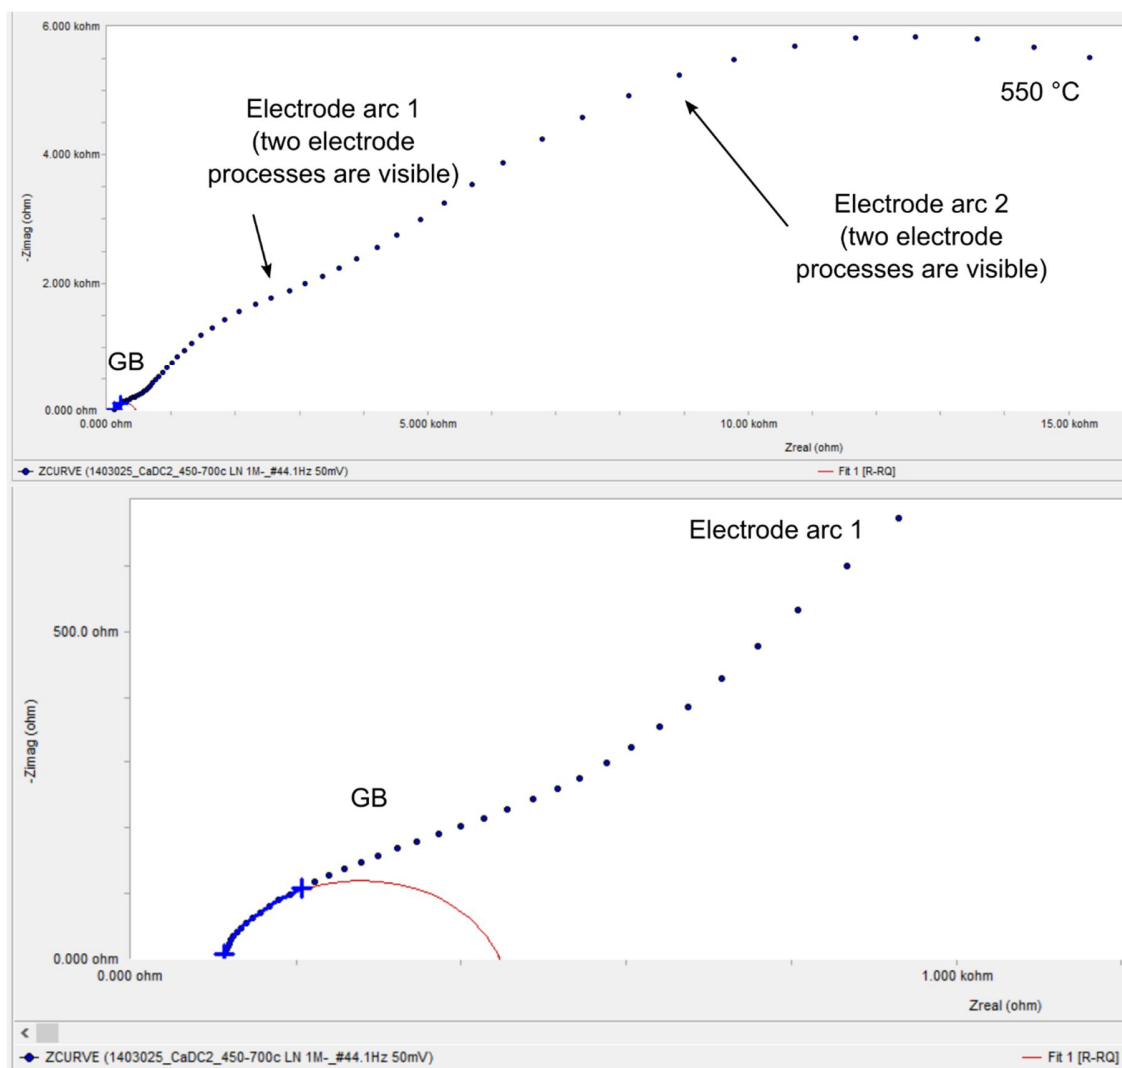 6.000 kohm
Electrode arc 1
(two electrode
processes are visible)
550 °C
4.000 kohm
Electrode arc 2
(two electrode
processes are visible)
-Zimag (ohm)
2.000 kohm
GB
0.000 ohm
0.000 ohm
5.000 kohm
10.00 kohm
15.00 kohm
Zreal (ohm)
ZCURVE (1403025_CaDC2_450-700c LN 1M-_#44.1Hz 50mV)
Fit 1 [R-RQ]
Electrode arc 1
500.0 ohm
-Zimag (ohm)
GB
0.000 ohm
0.000 ohm
1.000 kohm
Zreal (ohm)
<
ZCURVE (1403025_CaDC2_450-700c LN 1M-_#44.1Hz 50mV)
Fit 1 [R-RQ]